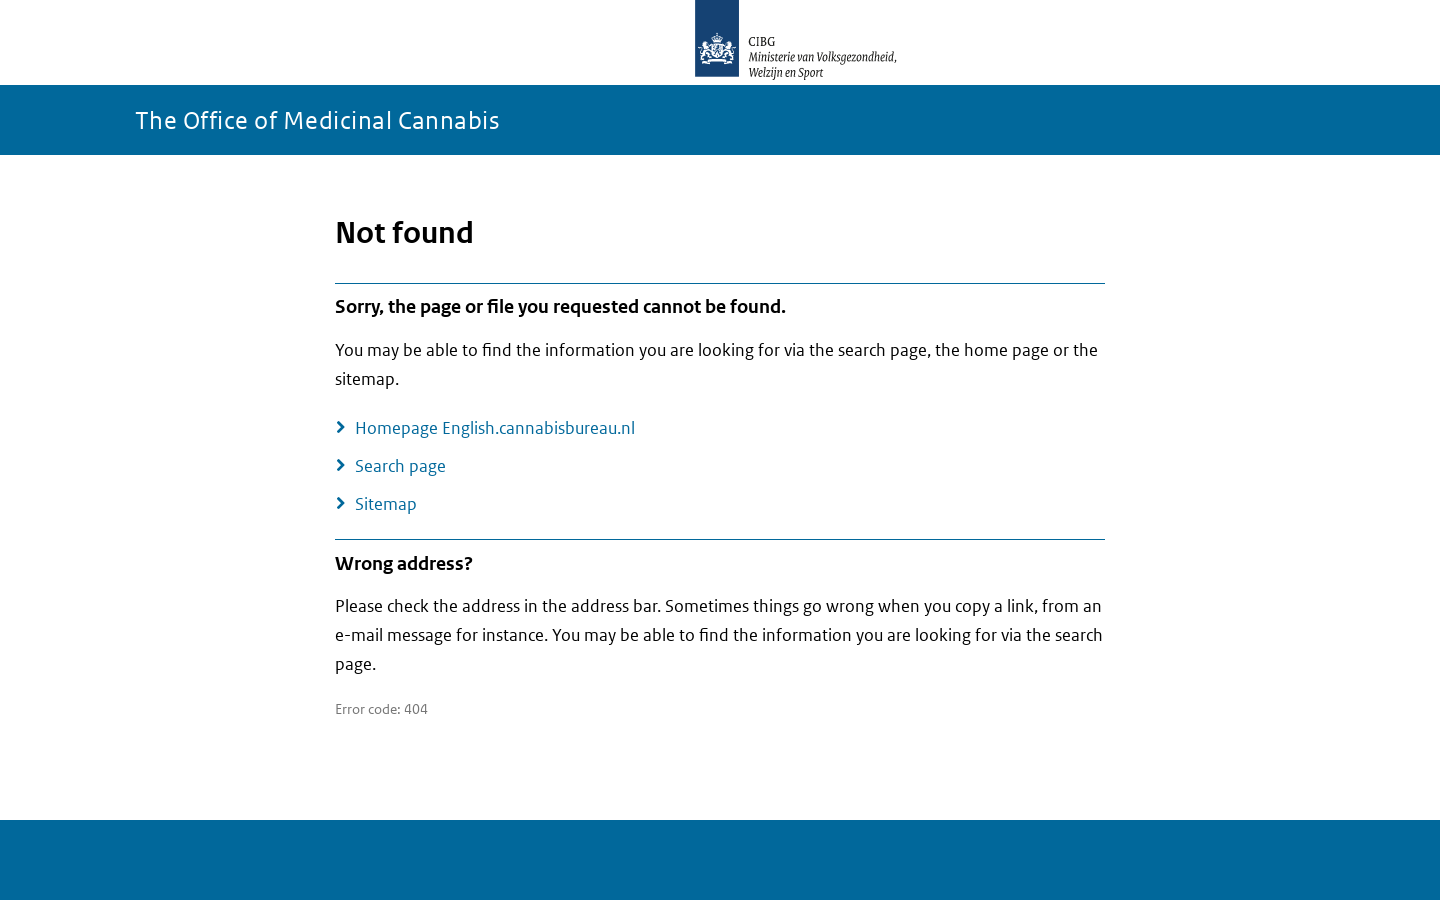 CIBG
Ministerie van Volksgezondheid,
Welzijn en Sport
The Office of Medicinal Cannabis
Not found
Sorry, the page or file you requested cannot be found.
You may be able to find the information you are looking for via the search page, the home page or the
sitemap.
Homepage English.cannabisbureau.nl
Search page
Sitemap
Wrong address?
Please check the address in the address bar. Sometimes things go wrong when you copy a link, from an
e-mail message for instance. You may be able to find the information you are looking for via the search
page.
Error code: 404